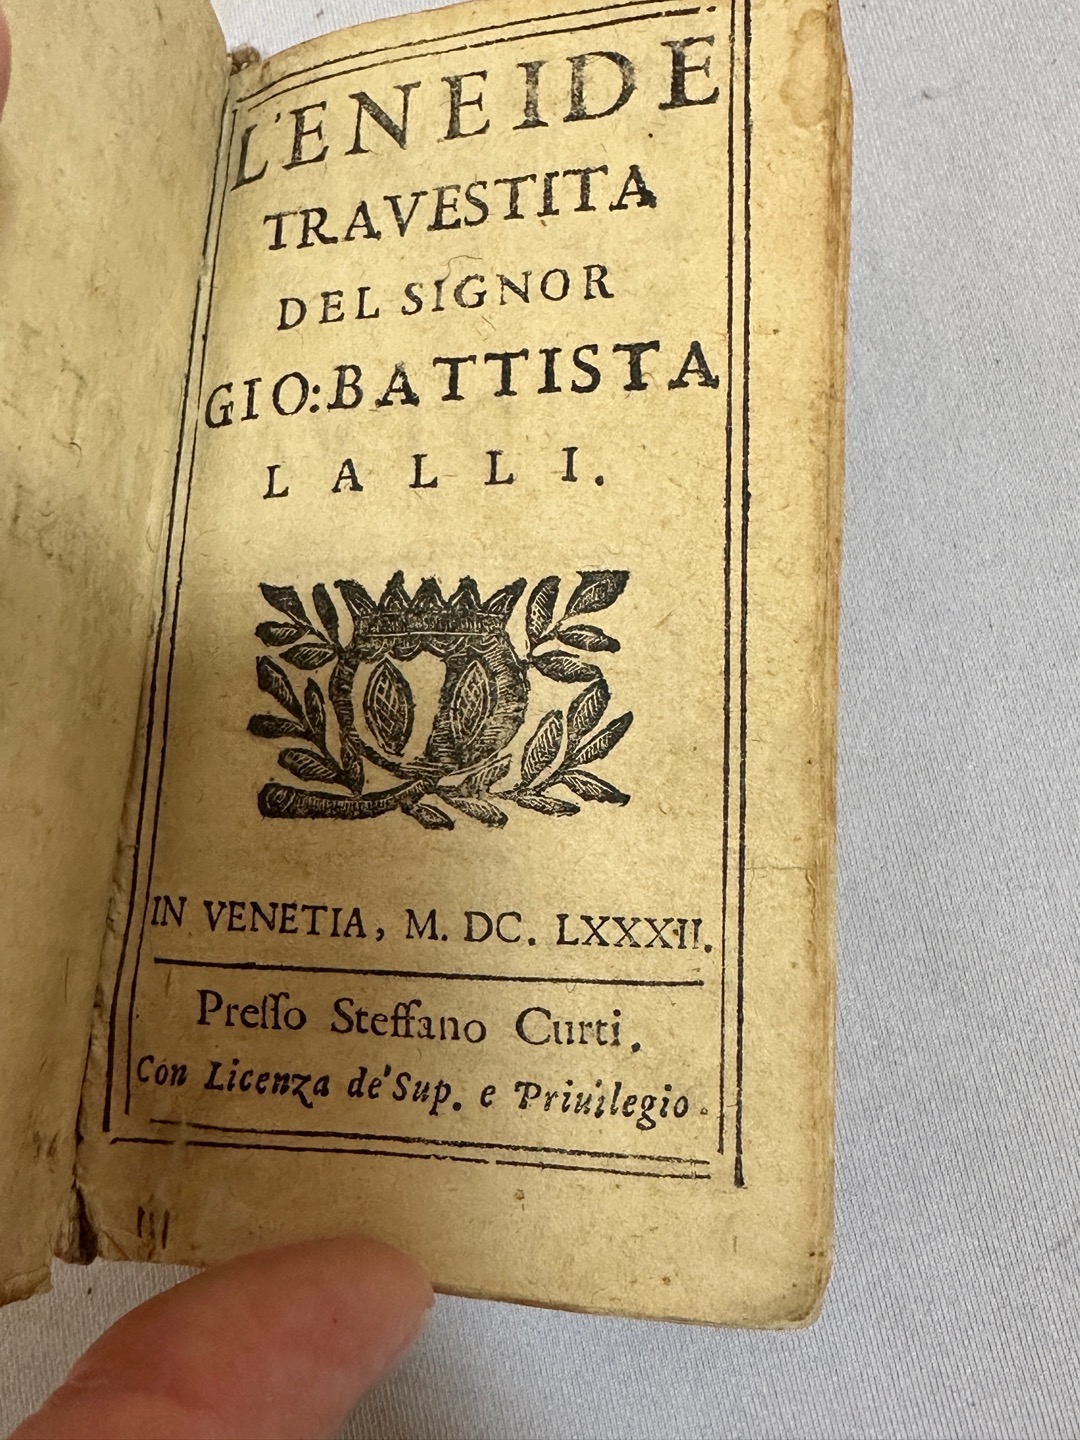 L'ENEIDE
TRAVESTITA
DEL SIGNOR
GIO: BATTISTA
LALLI.
IN VENETIA, M. DC. LXXXII.
Preſſo Steffano Curti.
Con Licenza de' Sup. e Priuilegio.